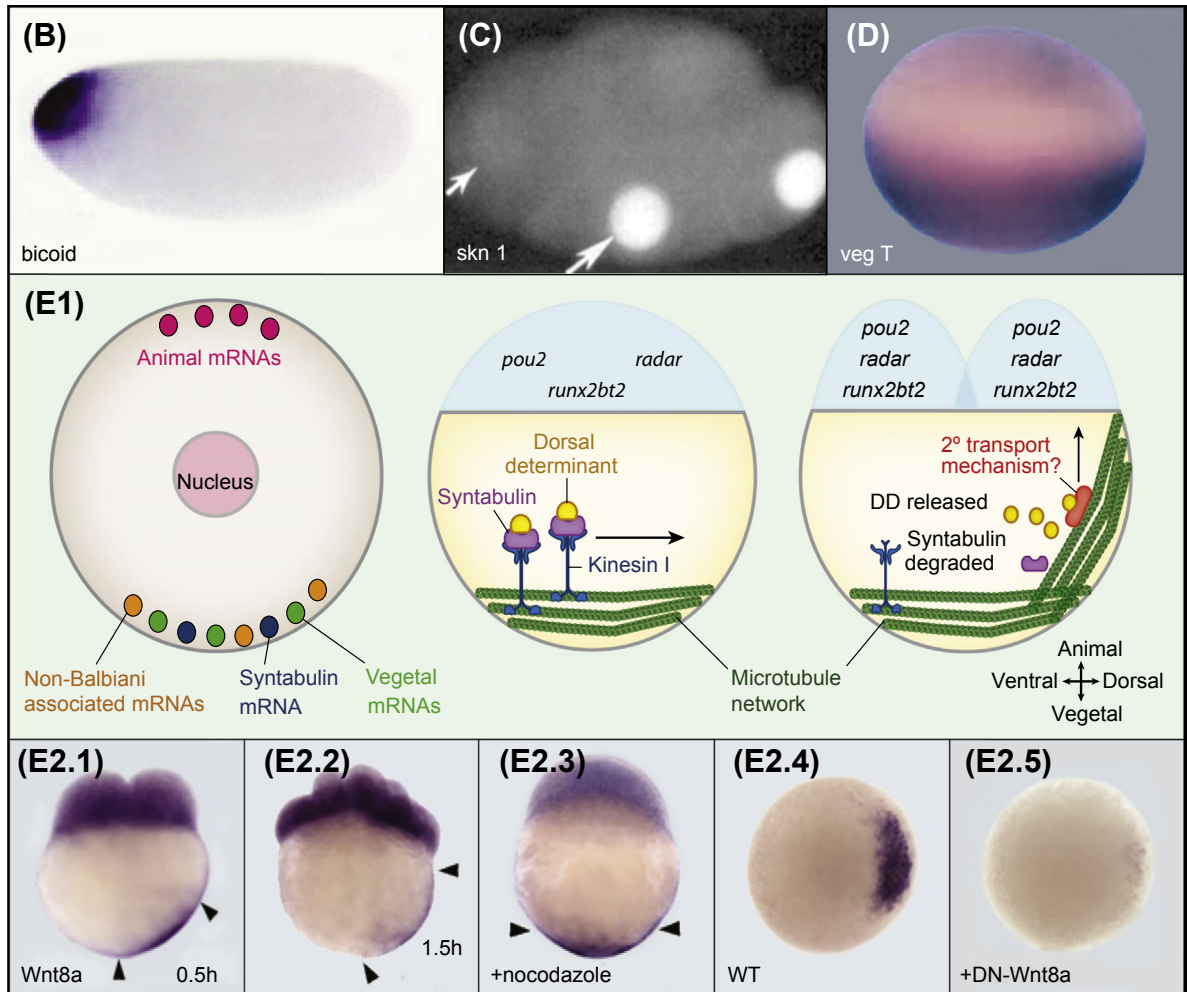 (B)
bicoid
(C)
skn 1
(D)
veg T
(E1)
Animal mRNAs
Nucleus
Non-Balbiani
associated mRNAs
Syntabulin
mRNA
Vegetal
mRNAs
pou2 radar
runx2bt2
Dorsal
determinant
Syntabulin
Kinesin I
Microtubule
network
pou2
radar
runx2bt2
pou2
radar
runx2bt2
2º transport
mechanism?
DD released
Syntabulin
degraded
Animal
Ventral Dorsal
Vegetal
(E2.1)
Wnt8a 0.5h
(E2.2)
1.5h
(E2.3)
+nocodazole
(E2.4)
WT
(E2.5)
+DN-Wnt8a